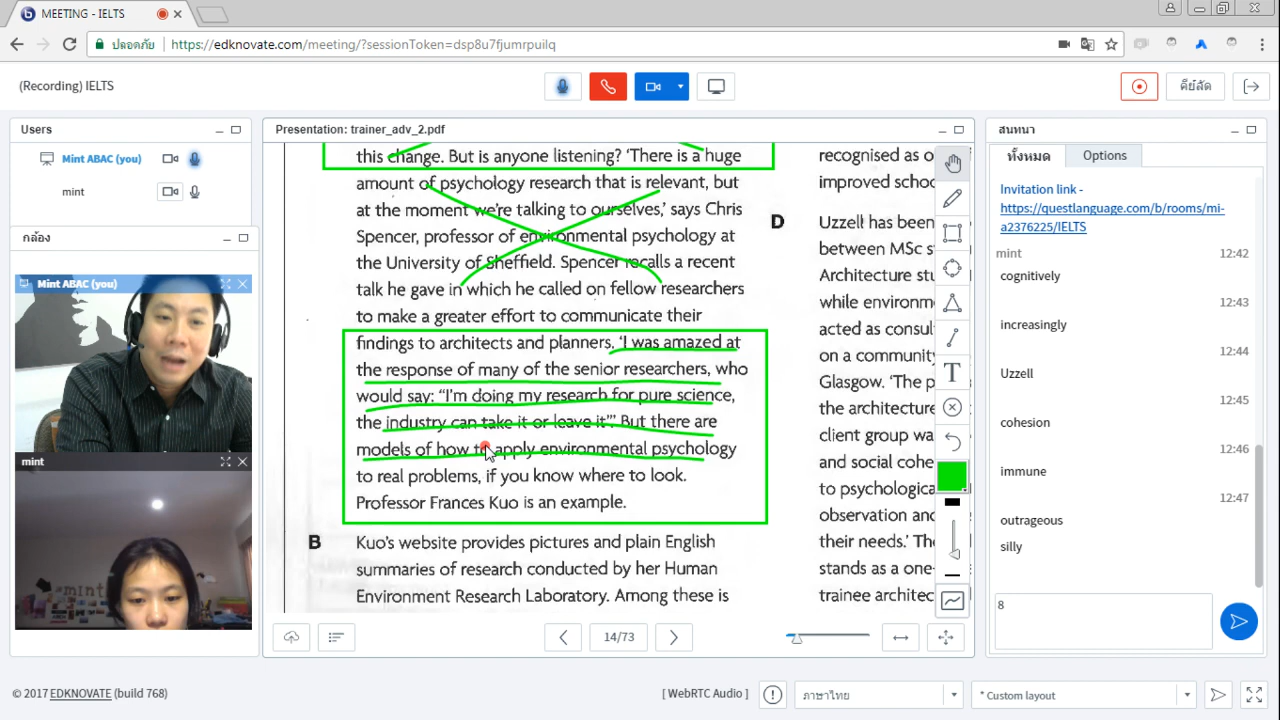 MEETING - IELTS
ปลอดภัย
https://edknovate.com/meeting/?sessionToken=dsp8u7fjumrpuilq
(Recording) IELTS
คีย์ลัด
Users
Mint ABAC (you)
mint
กล้อง
Mint ABAC (you)
mint
Presentation: trainer_adv_2.pdf
this change. But is anyone listening? ‘There is a huge
amount of psychology research that is relevant, but
at the moment we’re talking to ourselves,’ says Chris
Spencer, professor of environmental psychology at
the University of Sheffield. Spencer recalls a recent
talk he gave in which he called on fellow researchers
to make a greater effort to communicate their
findings to architects and planners. ‘I was amazed at
the response of many of the senior researchers, who
would say: “I’m doing my research for pure science,
the industry can take it or leave it”.’ But there are
models of how to apply environmental psychology
to real problems, if you know where to look.
Professor Frances Kuo is an example.
B Kuo’s website provides pictures and plain English
summaries of research conducted by her Human
Environment Research Laboratory. Among these is
recognised as
improved
D Uzzell has been
between MSc
Architecture
while
acted as
on a community
Glasgow. ‘The
the architecture
client group
and social
to
observation
their needs.’
stands as a
trainee
T
14/73
สนทนา
ทั้งหมด
Options
Invitation link -
https://questlanguage.com/b/rooms/mi-
a2376225/IELTS
mint 12:42
cognitively
12:43
increasingly
12:44
Uzzell
12:45
cohesion
12:46
immune
12:47
outrageous
silly
8
© 2017 EDKNOVATE (build 768)
[ WebRTC Audio ]
ภาษาไทย
* Custom layout